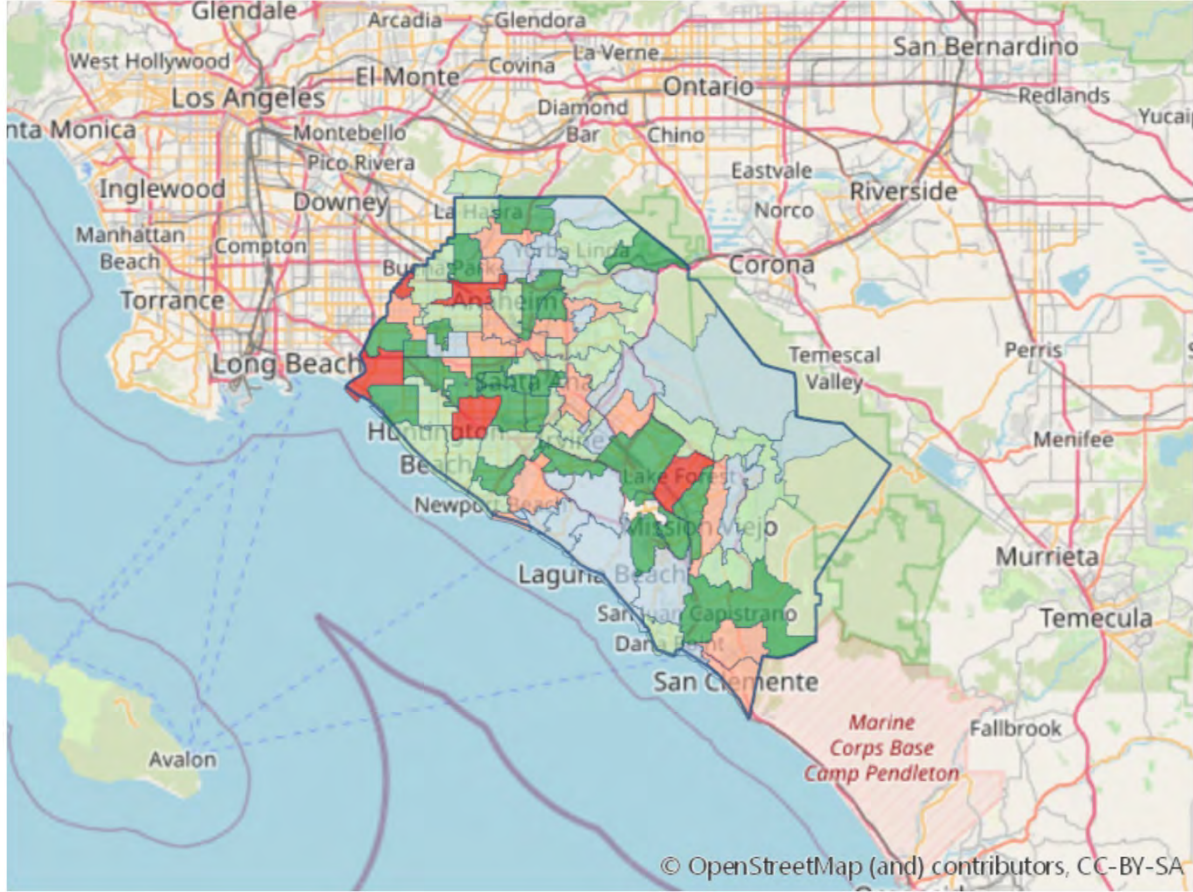 Glendale
Arcadia
Glendora
West Hollywood
La Verne
San Bernardino
El Monte
Covina
Los Angeles
Ontario
Redlands
Diamond
Bar
Chino
Yucaip
nta Monica
Montebello
Pico Rivera
Eastvale
Inglewood
Downey
Riverside
La Habra
Norco
Manhattan
Beach
Compton
Yorba Linda
Buena Park
Corona
Torrance
Anaheim
Long Beach
Temescal
Valley
Perris
Santa Ana
Huntington
Beach
Irvine
Menifee
Lake Forest
Newport Beach
Mission Viejo
Murrieta
Laguna Beach
San Juan Capistrano
Temecula
Dana Point
San Clemente
Marine
Corps Base
Camp Pendleton
Fallbrook
Avalon
© OpenStreetMap (and) contributors, CC-BY-SA